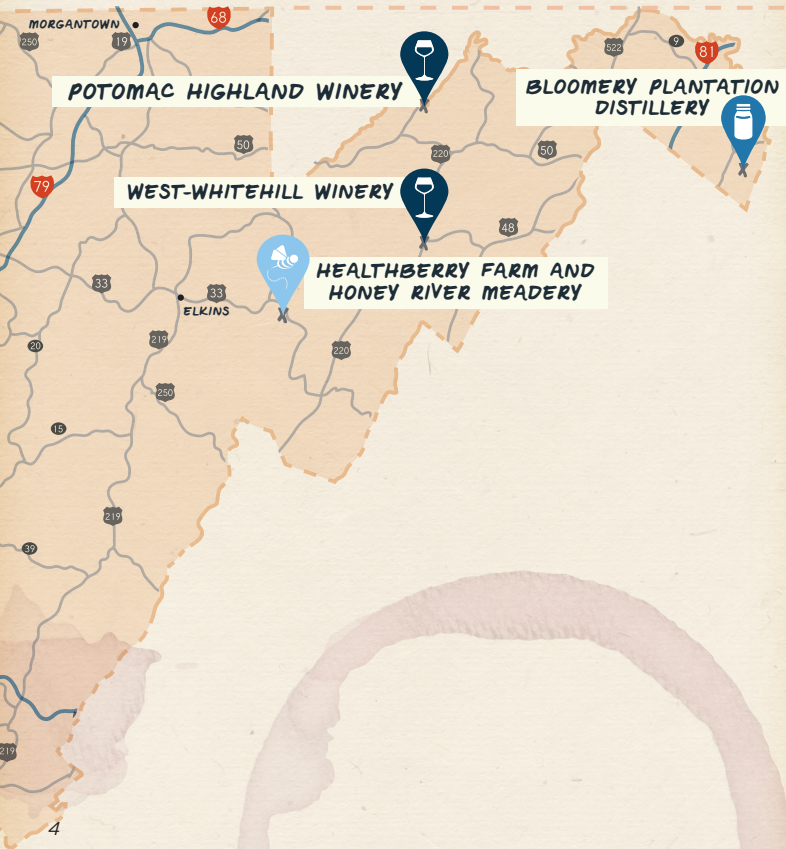 MORGANTOWN
68
250
19
9
522
81
POTOMAC HIGHLAND WINERY
BLOOMERY PLANTATION
DISTILLERY
50
220
50
79
WEST-WHITEHILL WINERY
48
HEALTHBERRY FARM AND
HONEY RIVER MEADERY
33
33
ELKINS
219
20
220
250
15
219
39
219
4